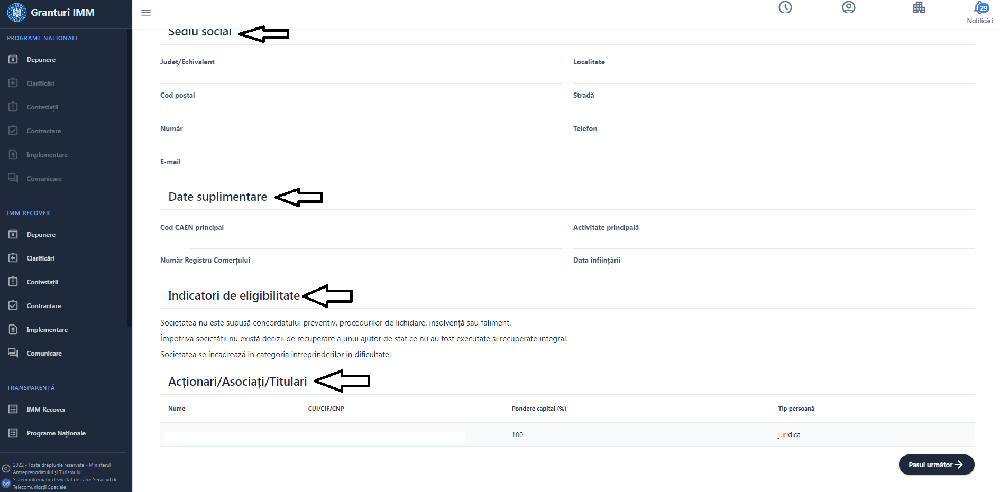 Granturi IMM
29
Notificări
PROGRAME NAȚIONALE
Depunere
Clarificări
Contestații
Contractare
Implementare
Comunicare
IMM RECOVER
Depunere
Clarificări
Contestații
Contractare
Implementare
Comunicare
TRANSPARENȚĂ
IMM Recover
Programe Naționale
2022 - Toate drepturile rezervate - Ministerul
Antreprenoriatului și Turismului
Sistem informatic dezvoltat de către Serviciul de
Telecomunicații Speciale
Sediu social
Județ/Echivalent
Localitate
Cod poștal
Stradă
Număr
Telefon
E-mail
Date suplimentare
Cod CAEN principal
Activitate principală
Număr Registru Comerțului
Data înființării
Indicatori de eligibilitate
Societatea nu este supusă concordatului preventiv, procedurilor de lichidare, insolvență sau faliment.
Împotriva societății nu există decizii de recuperare a unui ajutor de stat ce nu au fost executate și recuperate integral.
Societatea se încadrează în categoria întreprinderilor în dificultate.
Acționari/Asociați/Titulari
Nume CUI/CIF/CNP Pondere capital (%) Tip persoană
100 juridica
Pasul următor